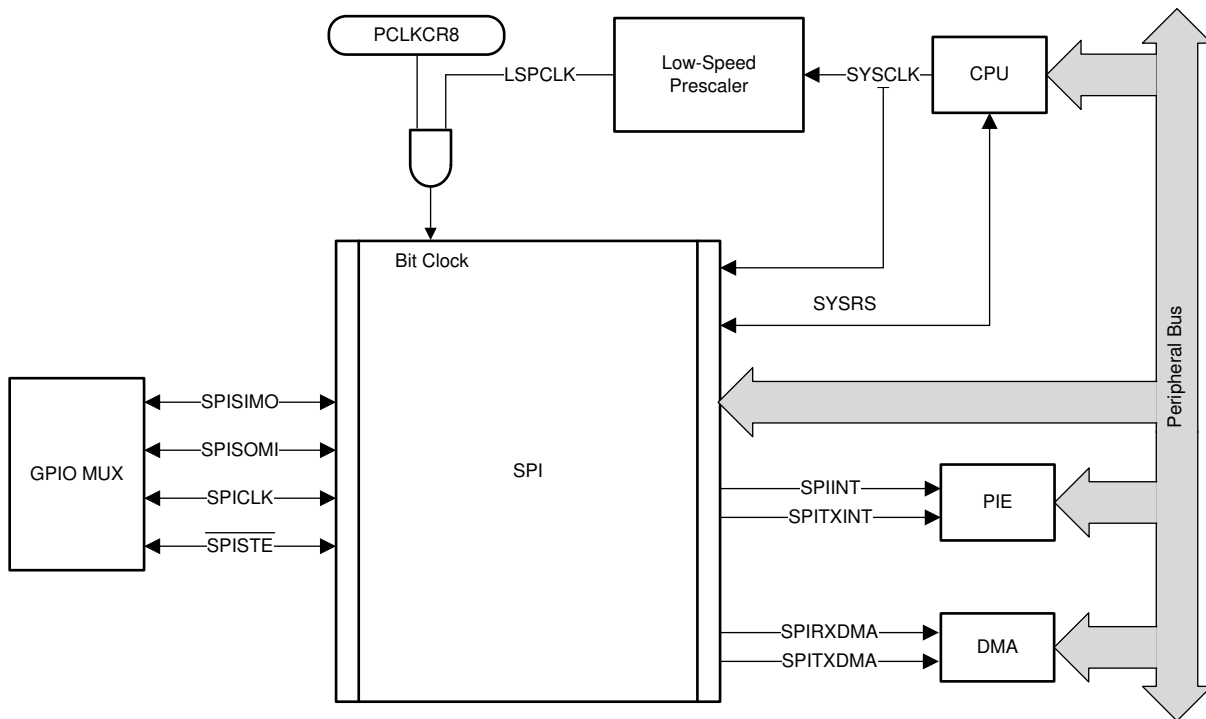 PCLKCR8
LSPCLK
Low-Speed
Prescaler
SYSCLK
CPU
Bit Clock
SYSRS
Peripheral Bus
GPIO MUX
SPISIMO
SPISOMI
SPICLK
SPISTE
SPI
SPIINT
SPITXINT
PIE
SPIRXDMA
SPITXDMA
DMA